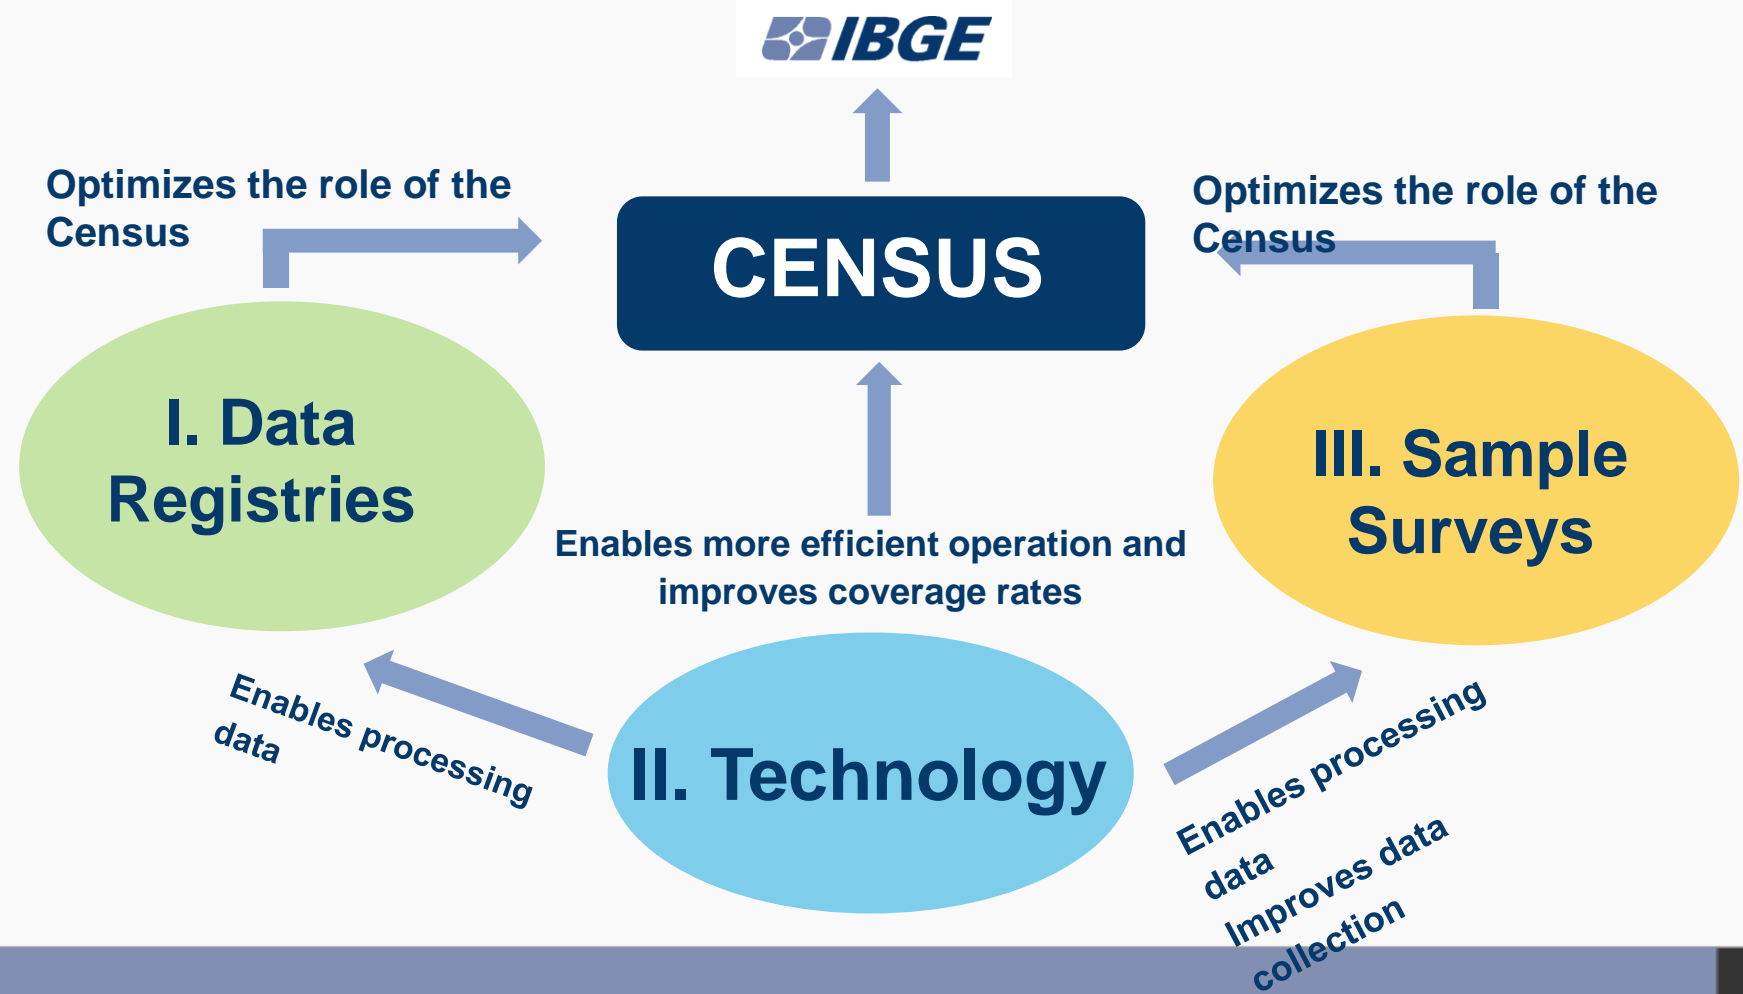 IBGE
Optimizes the role of the
Census
CENSUS
Optimizes the role of the
Census
I. Data
Registries
III. Sample
Surveys
Enables more efficient operation and
improves coverage rates
Enables processing
data
II. Technology
Enables processing
data
Improves data
collection